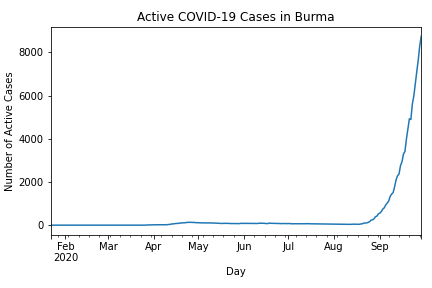 Active COVID-19 Cases in Burma
Number of Active Cases
8000
6000
4000
2000
0
Feb Mar Apr May Jun Jul Aug Sep
2020
Day